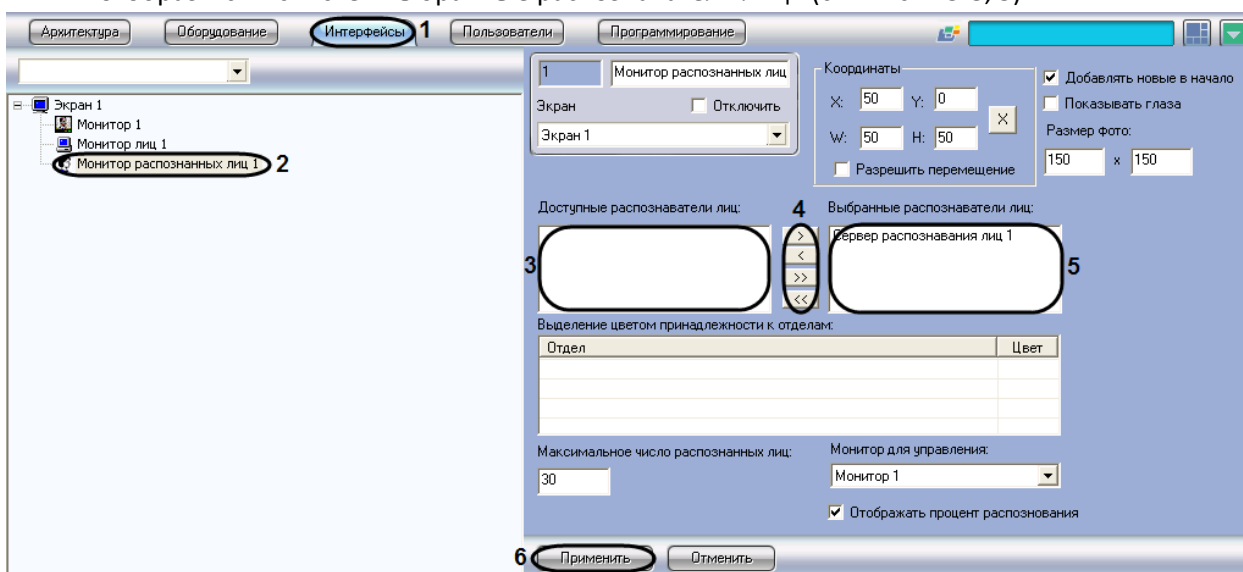 Архитектура Оборудование Интерфейсы 1 Пользователи Программирование
Экран 1
Монитор 1
Монитор лиц 1
Монитор распознанных лиц 1 2
1 Монитор распознанных лиц
Экран Отключить
Экран 1
Координаты
X: 50 Y: 0
W: 50 H: 50
X
Разрешить перемещение
Добавлять новые в начало
Показывать глаза
Размер фото:
150 x 150
Доступные распознаватели лиц: 4 Выбранные распознаватели лиц:
3 > Сервер распознавания лиц 1
<
>> 5
<<
Выделение цветом принадлежности к отделам:
Отдел Цвет
Максимальное число распознанных лиц: Монитор для управления:
30 Монитор 1
Отображать процент распознования
6 Применить Отменить